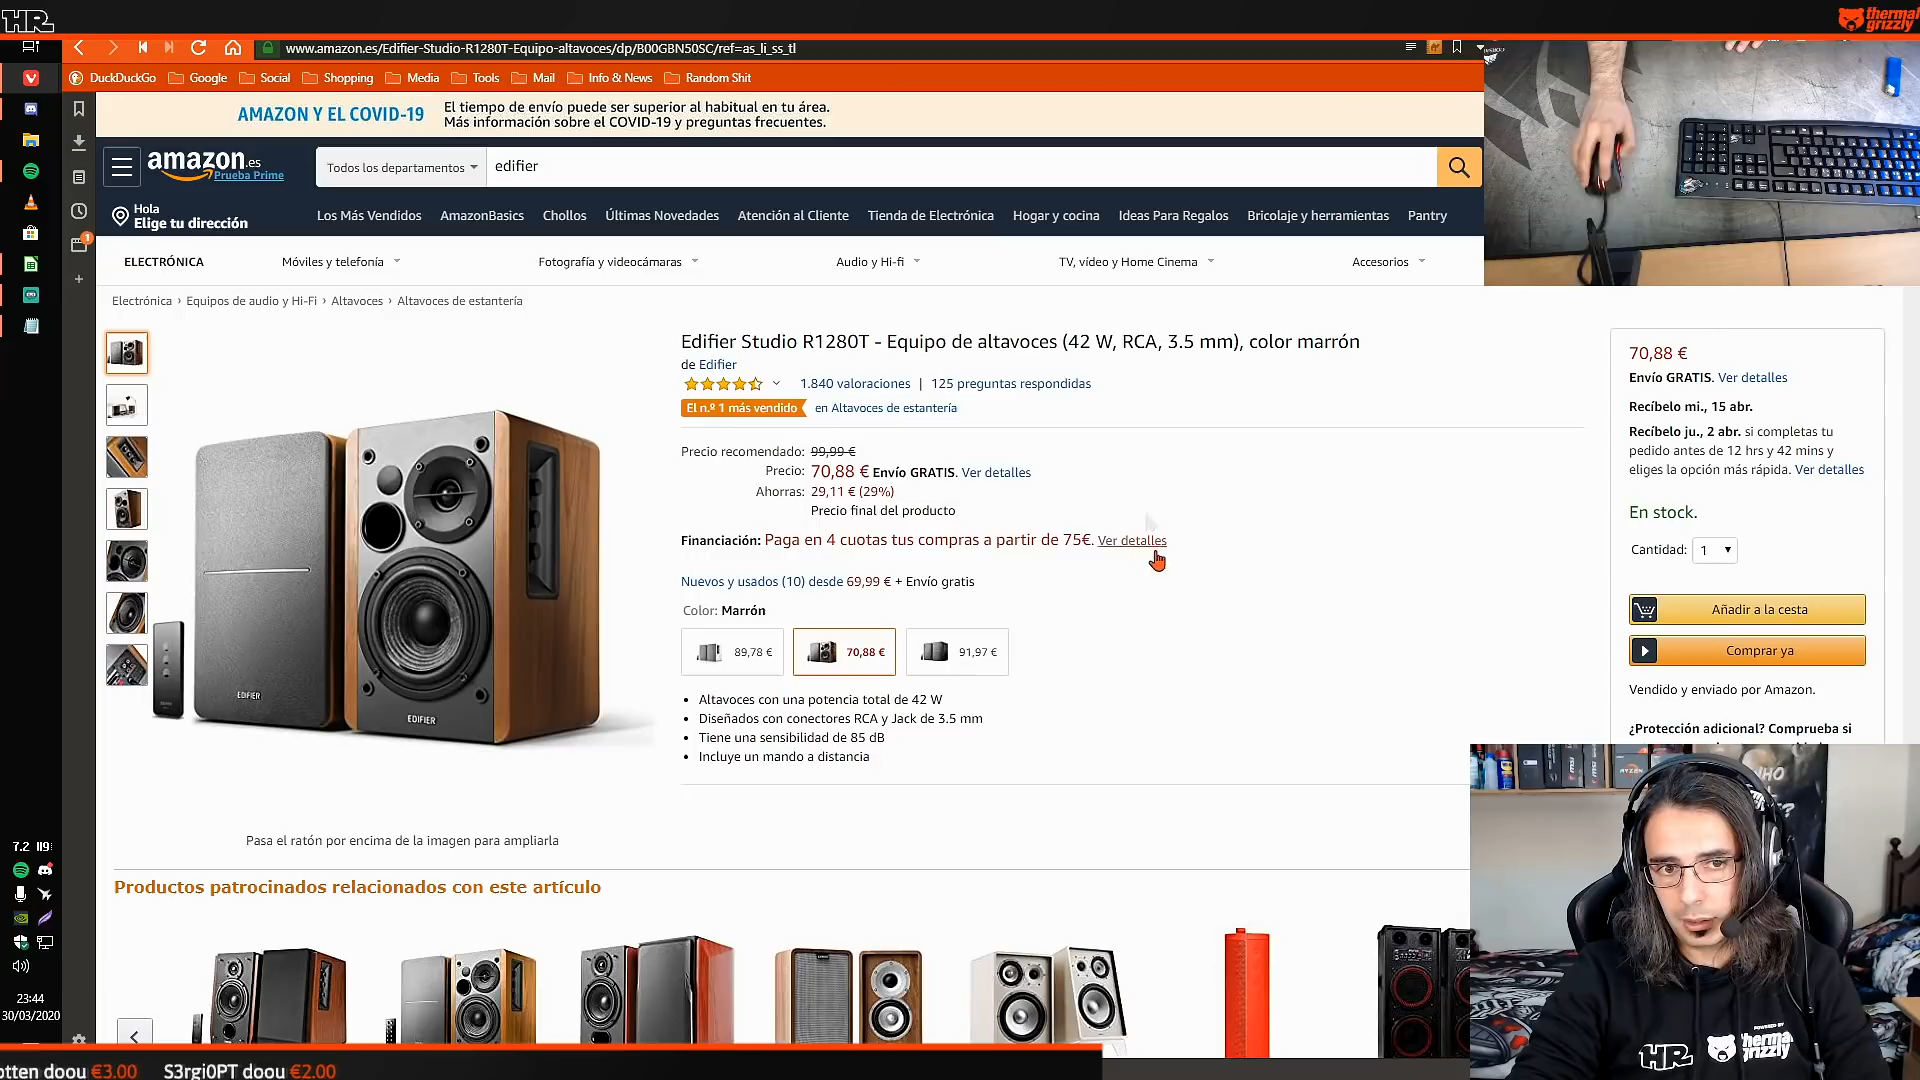 HR.
thermal
grizzly
www.amazon.es/Edifier-Studio-R1280T-Equipo-altavoces/dp/B00GBN50SC/ref=as_li_ss_tl
DuckDuckGo Google Social Shopping Media Tools Mail Info & News Random Shit
AMAZON Y EL COVID-19
El tiempo de envío puede ser superior al habitual en tu área.
Más información sobre el COVID-19 y preguntas frecuentes.
amazon.es
Prueba Prime
Todos los departamentos
edifier
Hola
Elige tu dirección
Los Más Vendidos AmazonBasics Chollos Últimas Novedades Atención al Cliente Tienda de Electrónica Hogar y cocina Ideas Para Regalos Bricolaje y herramientas Pantry
ELECTRÓNICA Móviles y telefonía Fotografía y videocámaras Audio y Hi-fi TV, vídeo y Home Cinema Accesorios
Electrónica › Equipos de audio y Hi-Fi › Altavoces › Altavoces de estantería
Edifier Studio R1280T - Equipo de altavoces (42 W, RCA, 3.5 mm), color marrón
de Edifier
1.840 valoraciones | 125 preguntas respondidas
El n.º 1 más vendido en Altavoces de estantería
Precio recomendado: 99,99 €
Precio: 70,88 € Envío GRATIS. Ver detalles
Ahorras: 29,11 € (29%)
Precio final del producto
Financiación: Paga en 4 cuotas tus compras a partir de 75€. Ver detalles
Nuevos y usados (10) desde 69,99 € + Envío gratis
Color: Marrón
89,78 € 70,88 € 91,97 €
Altavoces con una potencia total de 42 W
Diseñados con conectores RCA y Jack de 3.5 mm
Tiene una sensibilidad de 85 dB
Incluye un mando a distancia
EDIFIER
EDIFIER
Pasa el ratón por encima de la imagen para ampliarla
70,88 €
Envío GRATIS. Ver detalles
Recíbelo mi., 15 abr.
Recíbelo ju., 2 abr. si completas tu
pedido antes de 12 hrs y 42 mins y
eliges la opción más rápida. Ver detalles
En stock.
Cantidad: 1
Añadir a la cesta
Comprar ya
Vendido y enviado por Amazon.
¿Protección adicional? Comprueba si
Productos patrocinados relacionados con este artículo
1
7.2
23:44
30/03/2020
RYZEN
msi
POWERED BY
HR.
thermal
grizzly
otten doou €3.00 S3rgi0PT doou €2.00